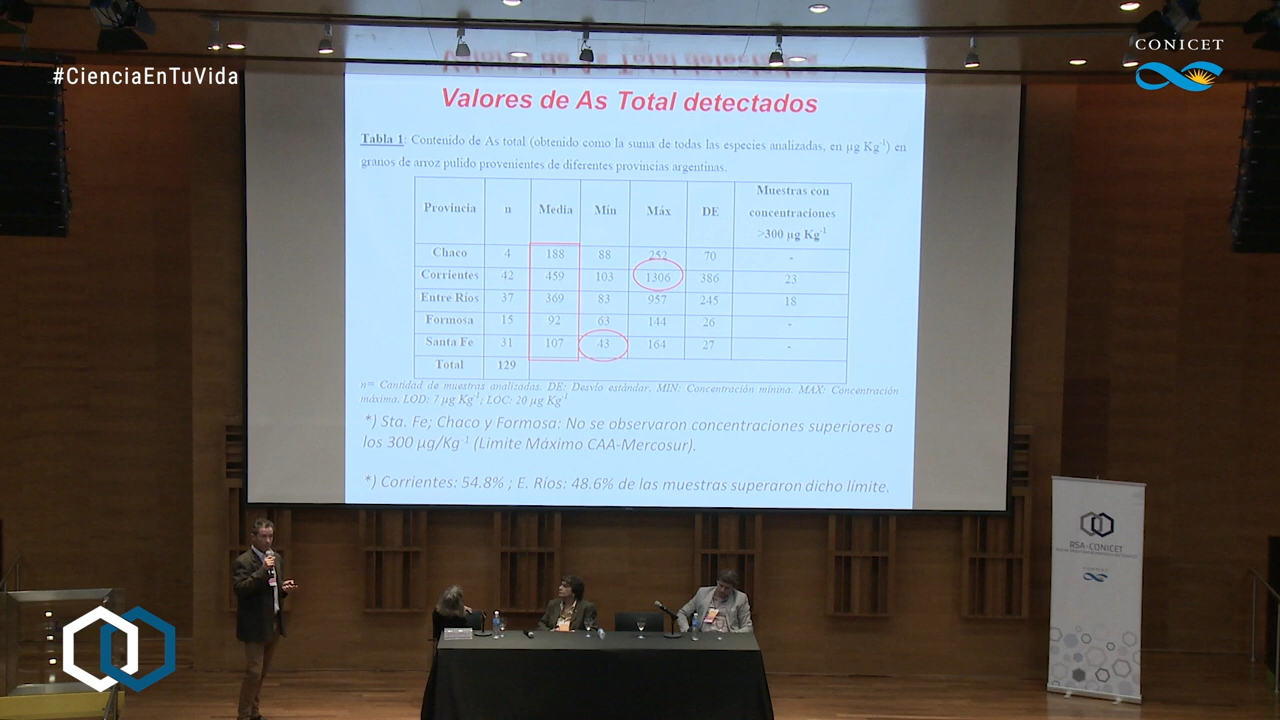 #CienciaEnTuVida
CONICET
Valores de As Total detectados
Tabla 1: Contenido de As total (obtenido como la suma de todas las especies analizadas, en µg Kg-1) en
granos de arroz pulido provenientes de diferentes provincias argentinas.
Provincia n Media Mín Máx DE Muestras con concentraciones >300 µg Kg-1
Chaco 4 188 88 252 70 -
Corrientes 42 459 103 1306 386 23
Entre Ríos 37 369 83 957 245 18
Formosa 15 92 63 144 26 -
Santa Fe 31 107 43 164 27 -
Total 129
n= Cantidad de muestras analizadas. DE: Desvío estándar. MIN: Concentración mínina. MAX: Concentración
máxima. LOD: 7 µg Kg-1; LOC: 20 µg Kg-1
*) Sta. Fe; Chaco y Formosa: No se observaron concentraciones superiores a
los 300 µg/Kg-1 (Limite Máximo CAA-Mercosur).
*) Corrientes: 54.8% ; E. Ríos: 48.6% de las muestras superaron dicho límite.
RSA-CONICET
CONICET